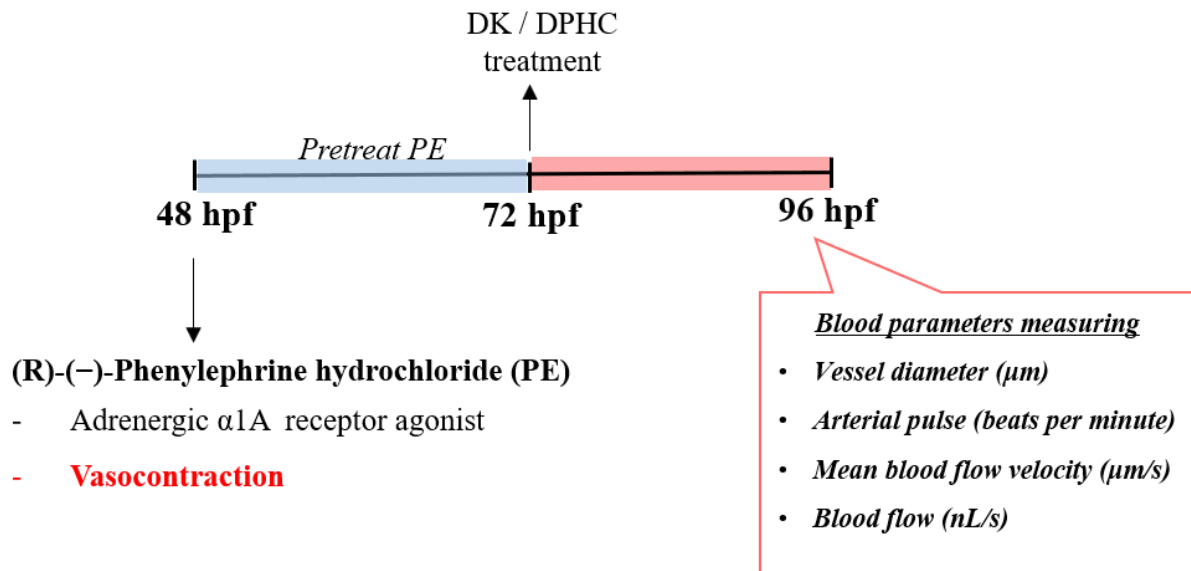 DK / DPHC
treatment
Pretreat PE
48 hpf
72 hpf
96 hpf
(R)-(−)-Phenylephrine hydrochloride (PE)
- Adrenergic α1A receptor agonist
- Vasocontraction
Blood parameters measuring
• Vessel diameter (μm)
• Arterial pulse (beats per minute)
• Mean blood flow velocity (μm/s)
• Blood flow (nL/s)